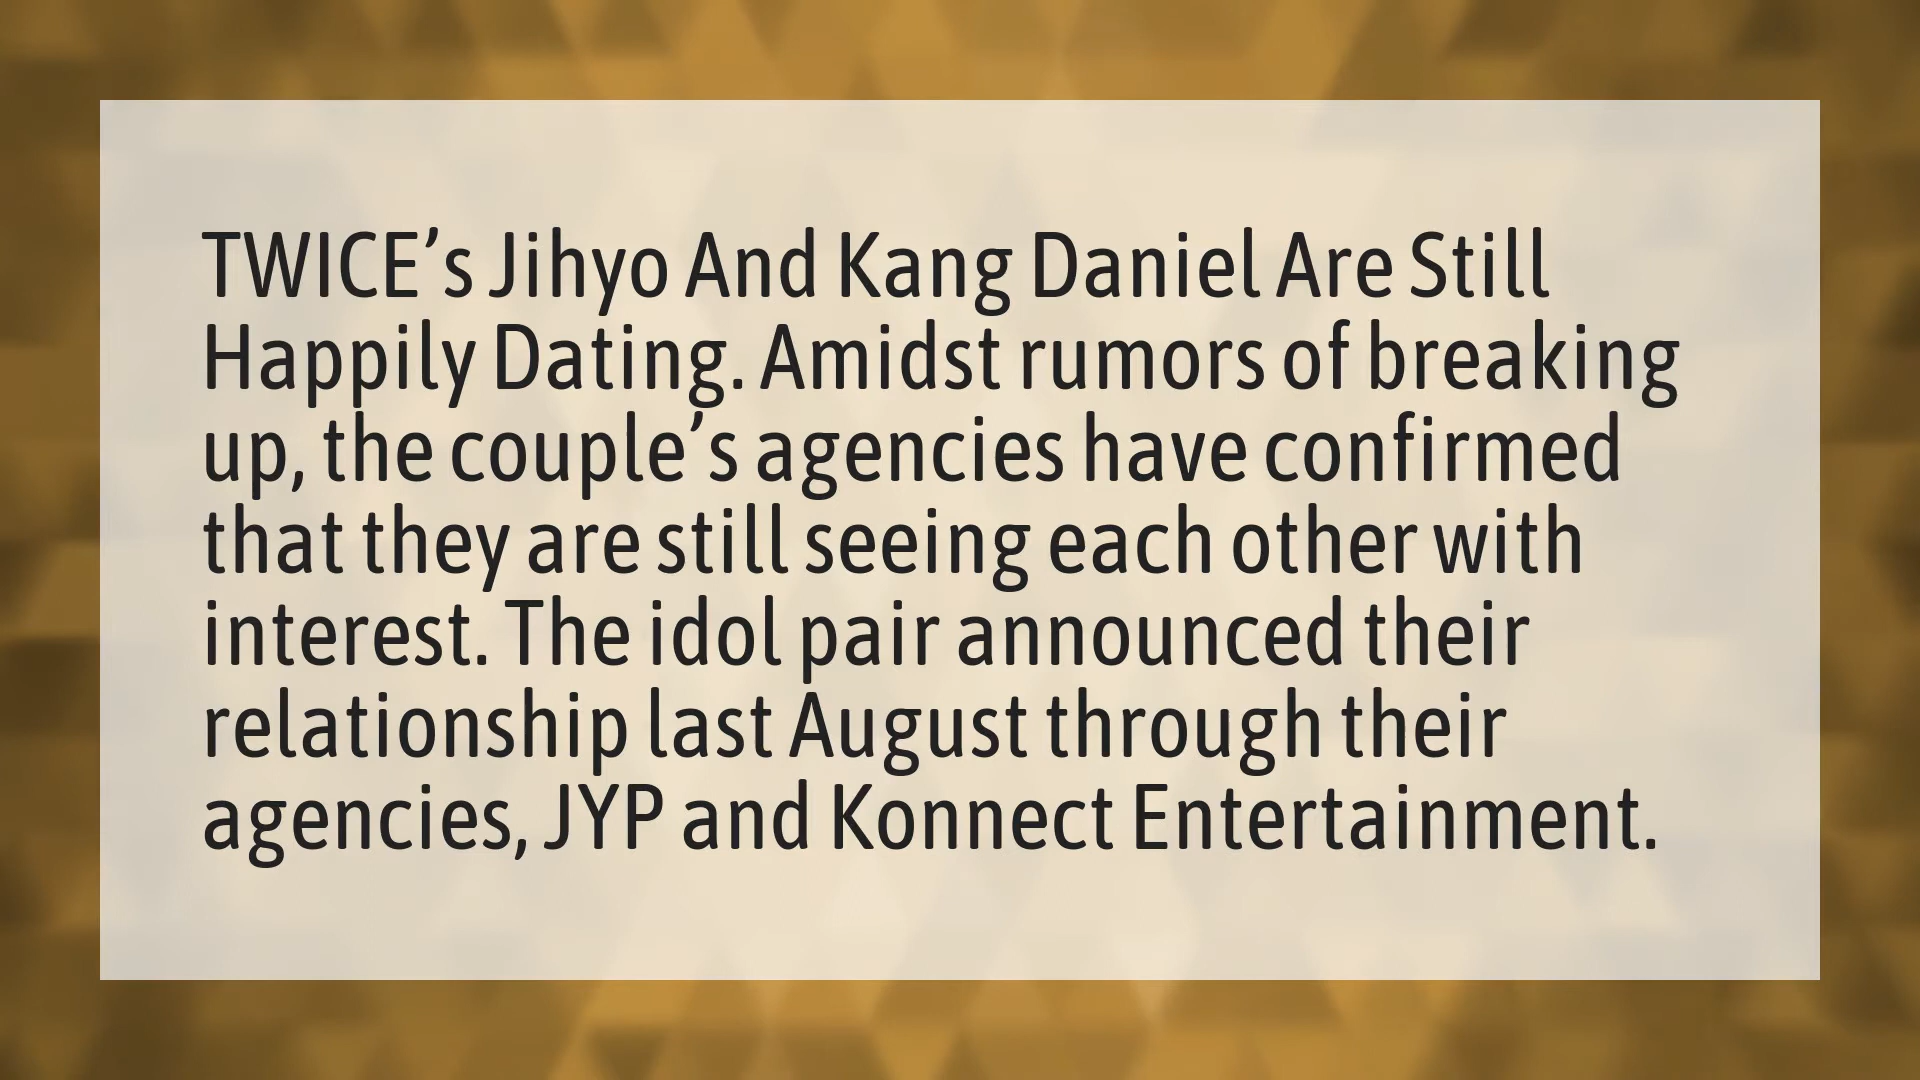 TWICE’s Jihyo And Kang Daniel Are Still
Happily Dating. Amidst rumors of breaking
up, the couple’s agencies have confirmed
that they are still seeing each other with
interest. The idol pair announced their
relationship last August through their
agencies, JYP and Konnect Entertainment.